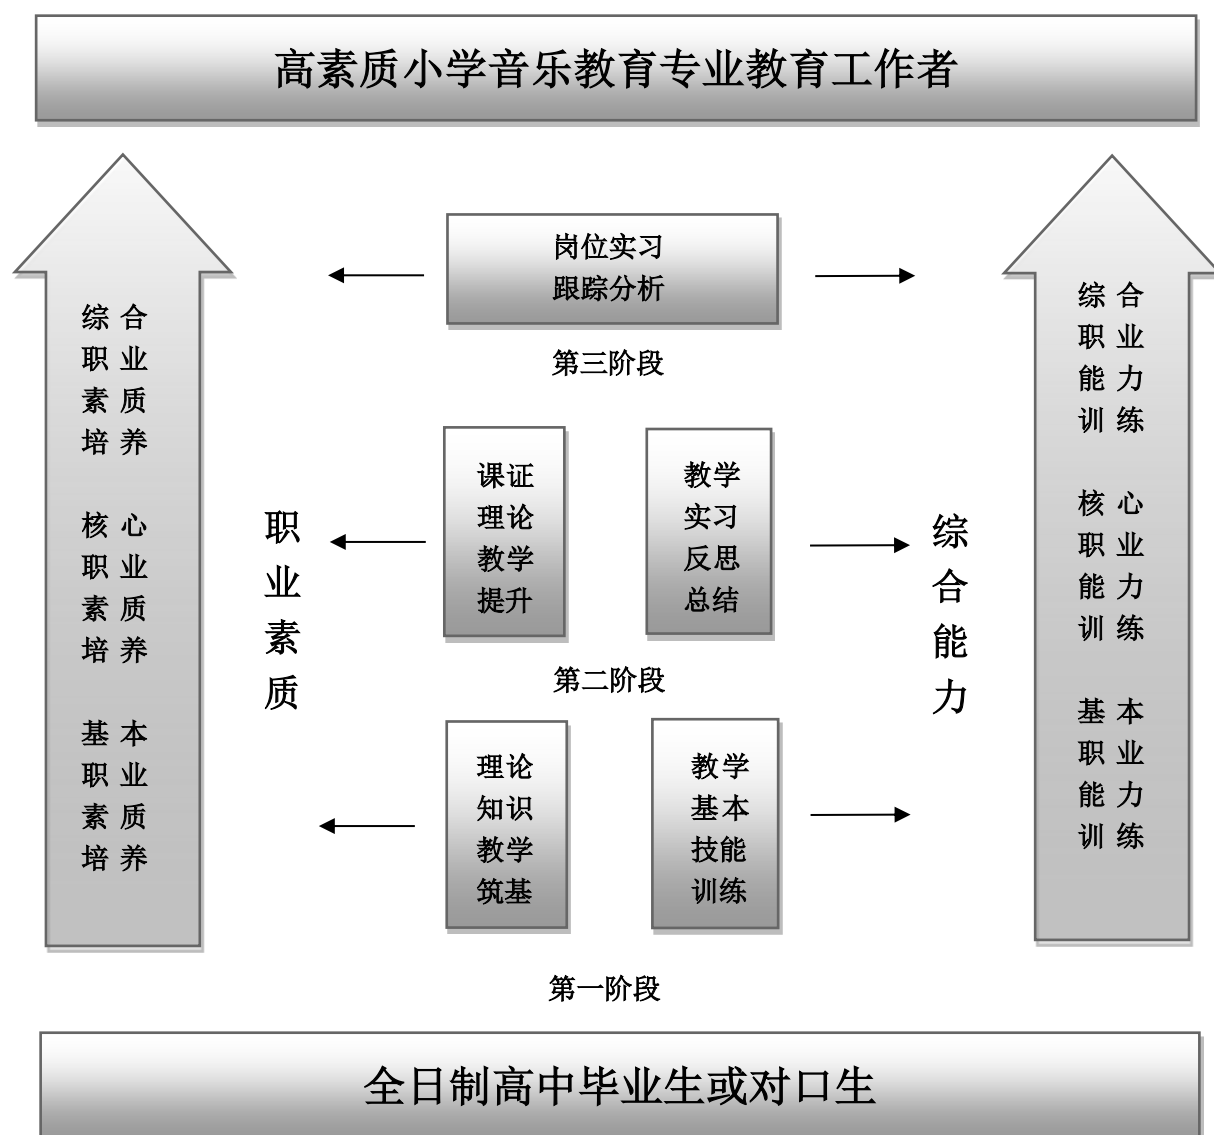 高素质小学音乐教育专业教育工作者
综合
职业
素质
培养
核心
职业
素质
培养
基本
职业
素质
培养
职
业
素
质
岗位实习
跟踪分析
第三阶段
课证
理论
教学
提升
教学
实习
反思
总结
第二阶段
理论
知识
教学
筑基
教学
基本
技能
训练
第一阶段
综
合
能
力
综合
职业
能力
训练
核心
职业
能力
训练
基本
职业
能力
训练
全日制高中毕业生或对口生